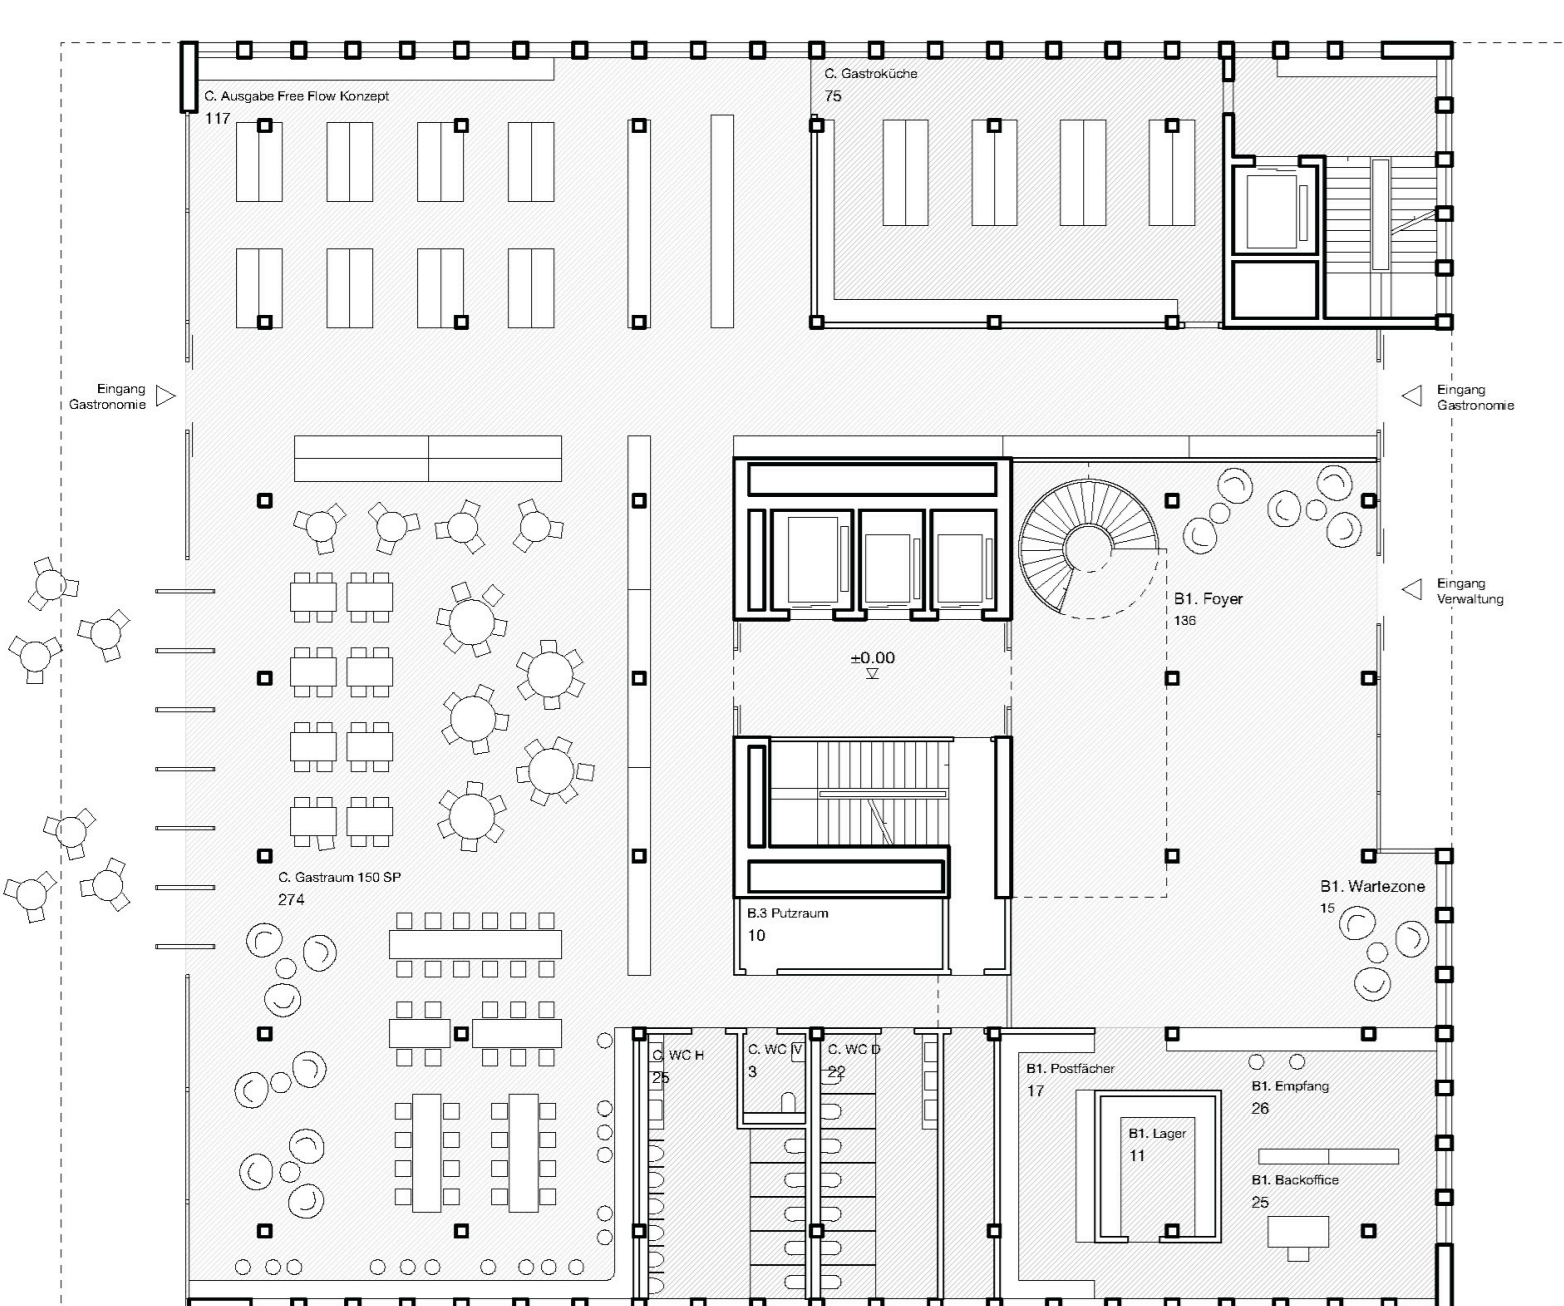 C. Ausgabe Free Flow Konzept
117
C. Gastroküche
75
Eingang
Gastronomie
Eingang
Gastronomie
Eingang
Verwaltung
B1. Foyer
136
±0.00
C. Gastraum 150 SP
274
B1. Wartezone
15
B.3 Putzraum
10
C. WC H
25
C. WC IV
3
C. WC D
22
B1. Postfächer
17
B1. Empfang
26
B1. Lager
11
B1. Backoffice
25